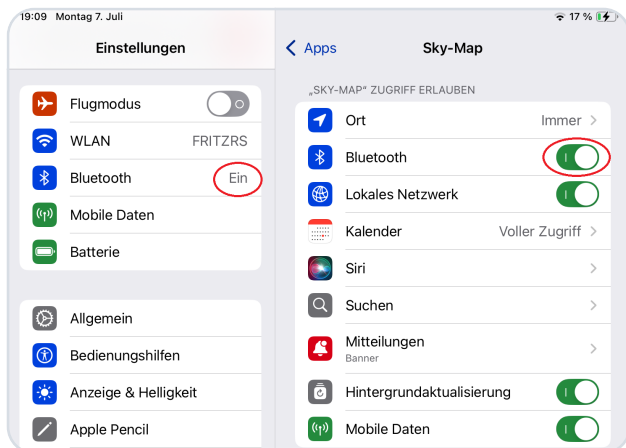 19:09 Montag 7. Juli
17 %
Einstellungen
Flugmodus
WLAN FRITZRS
Bluetooth Ein
Mobile Daten
Batterie
Allgemein
Bedienungshilfen
Anzeige & Helligkeit
Apple Pencil
Apps Sky-Map
„SKY-MAP“ ZUGRIFF ERLAUBEN
Ort Immer
Bluetooth
Lokales Netzwerk
Kalender Voller Zugriff
Siri
Suchen
Mitteilungen
Banner
Hintergrundaktualisierung
Mobile Daten